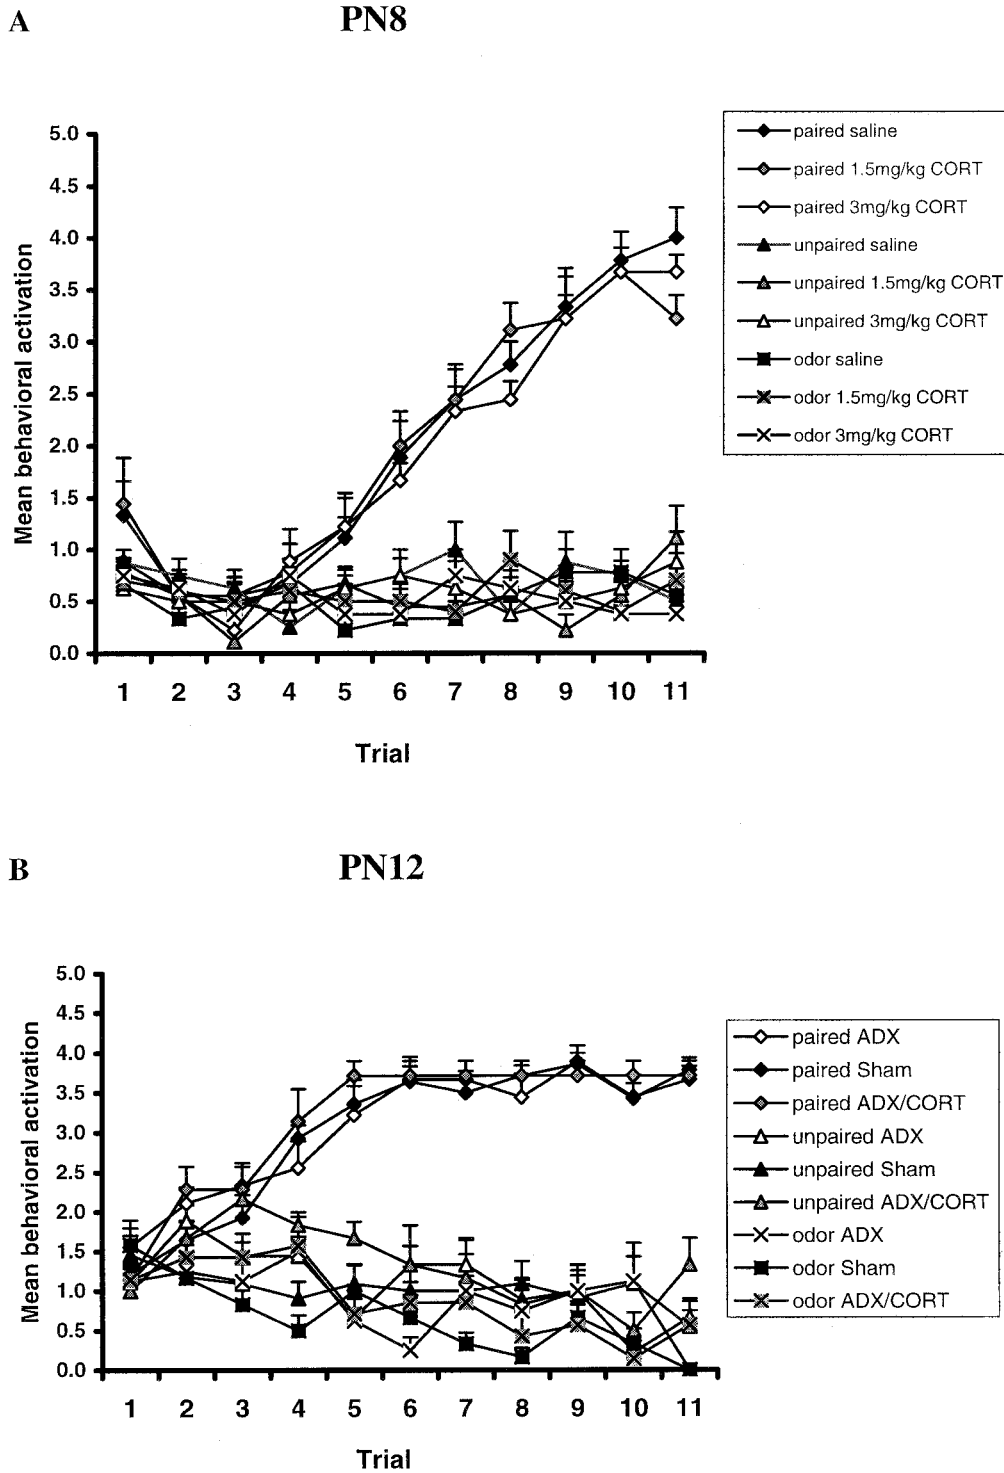 A
PN8
5.0
4.5
4.0
3.5
3.0
2.5
2.0
1.5
1.0
0.5
0.0
Mean behavioral activation
1 2 3 4 5 6 7 8 9 10 11
Trial
paired saline
paired 1.5mg/kg CORT
paired 3mg/kg CORT
unpaired saline
unpaired 1.5mg/kg CORT
unpaired 3mg/kg CORT
odor saline
odor 1.5mg/kg CORT
odor 3mg/kg CORT
B
PN12
5.0
4.5
4.0
3.5
3.0
2.5
2.0
1.5
1.0
0.5
0.0
Mean behavioral activation
1 2 3 4 5 6 7 8 9 10 11
Trial
paired ADX
paired Sham
paired ADX/CORT
unpaired ADX
unpaired Sham
unpaired ADX/CORT
odor ADX
odor Sham
odor ADX/CORT